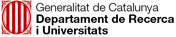 Generalitat de Catalunya
Departament de Recerca
i Universitats